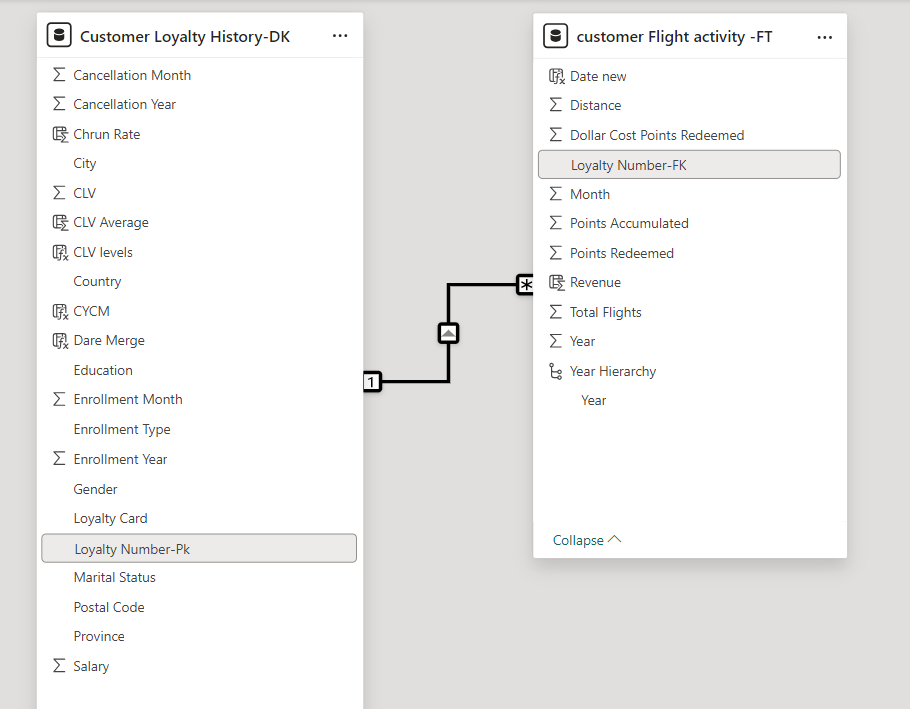 Customer Loyalty History-DK
Cancellation Month
Cancellation Year
Chrun Rate
City
CLV
CLV Average
CLV levels
Country
CYCM
Dare Merge
Education
Enrollment Month
Enrollment Type
Enrollment Year
Gender
Loyalty Card
Loyalty Number-Pk
Marital Status
Postal Code
Province
Salary
1
*
customer Flight activity -FT
Date new
Distance
Dollar Cost Points Redeemed
Loyalty Number-FK
Month
Points Accumulated
Points Redeemed
Revenue
Total Flights
Year
Year Hierarchy
Year
Collapse